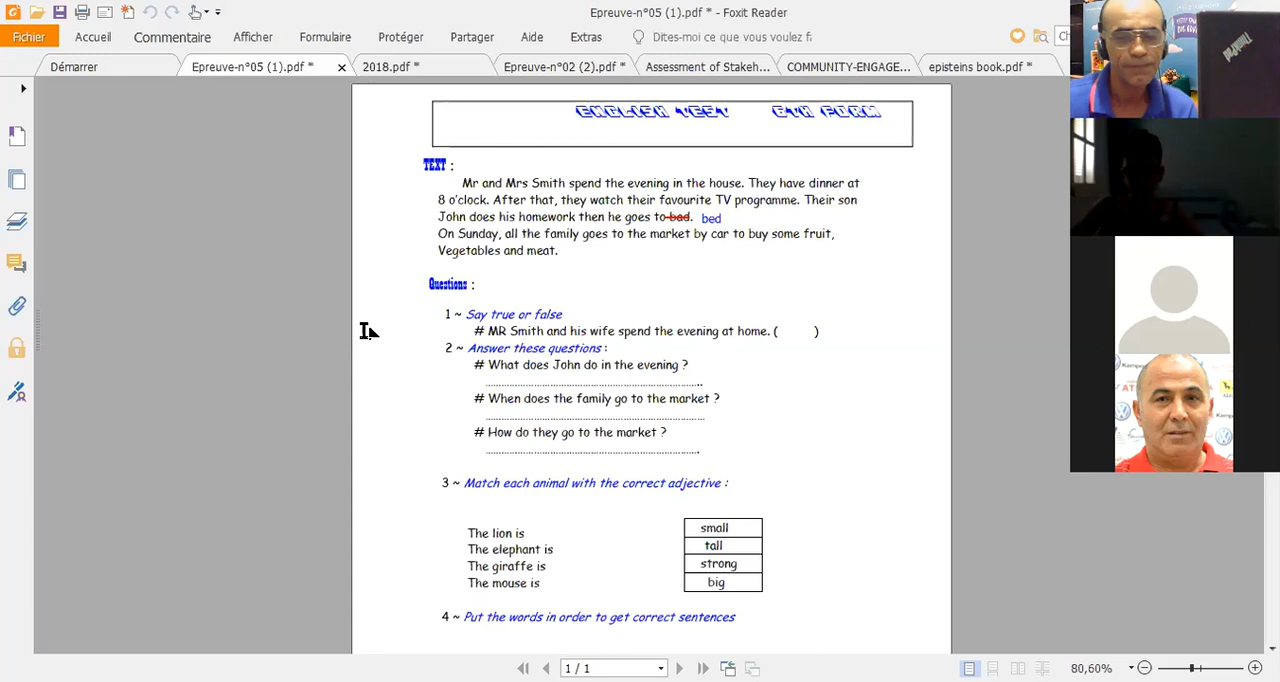 Epreuve-n°05 (1).pdf * - Foxit Reader
Fichier Accueil Commentaire Afficher Formulaire Protéger Partager Aide Extras Dites-moi ce que vous voulez fa Ch
Démarrer Epreuve-n°05 (1).pdf * 2018.pdf * Epreuve-n°02 (2).pdf * Assessment of Stakeh... COMMUNITY-ENGAGE... episteins book.pdf *
ENGLISH TEST 6TH FORM
TEXT :
Mr and Mrs Smith spend the evening in the house. They have dinner at
8 o'clock. After that, they watch their favourite TV programme. Their son
John does his homework then he goes to bad. bed
On Sunday, all the family goes to the market by car to buy some fruit,
Vegetables and meat.
Questions :
1 ~ Say true or false
# MR Smith and his wife spend the evening at home. ( )
2 ~ Answer these questions :
# What does John do in the evening ?
# When does the family go to the market ?
# How do they go to the market ?
3 ~ Match each animal with the correct adjective :
The lion is small
The elephant is tall
The giraffe is strong
The mouse is big
4 ~ Put the words in order to get correct sentences
1 / 1 80,60%